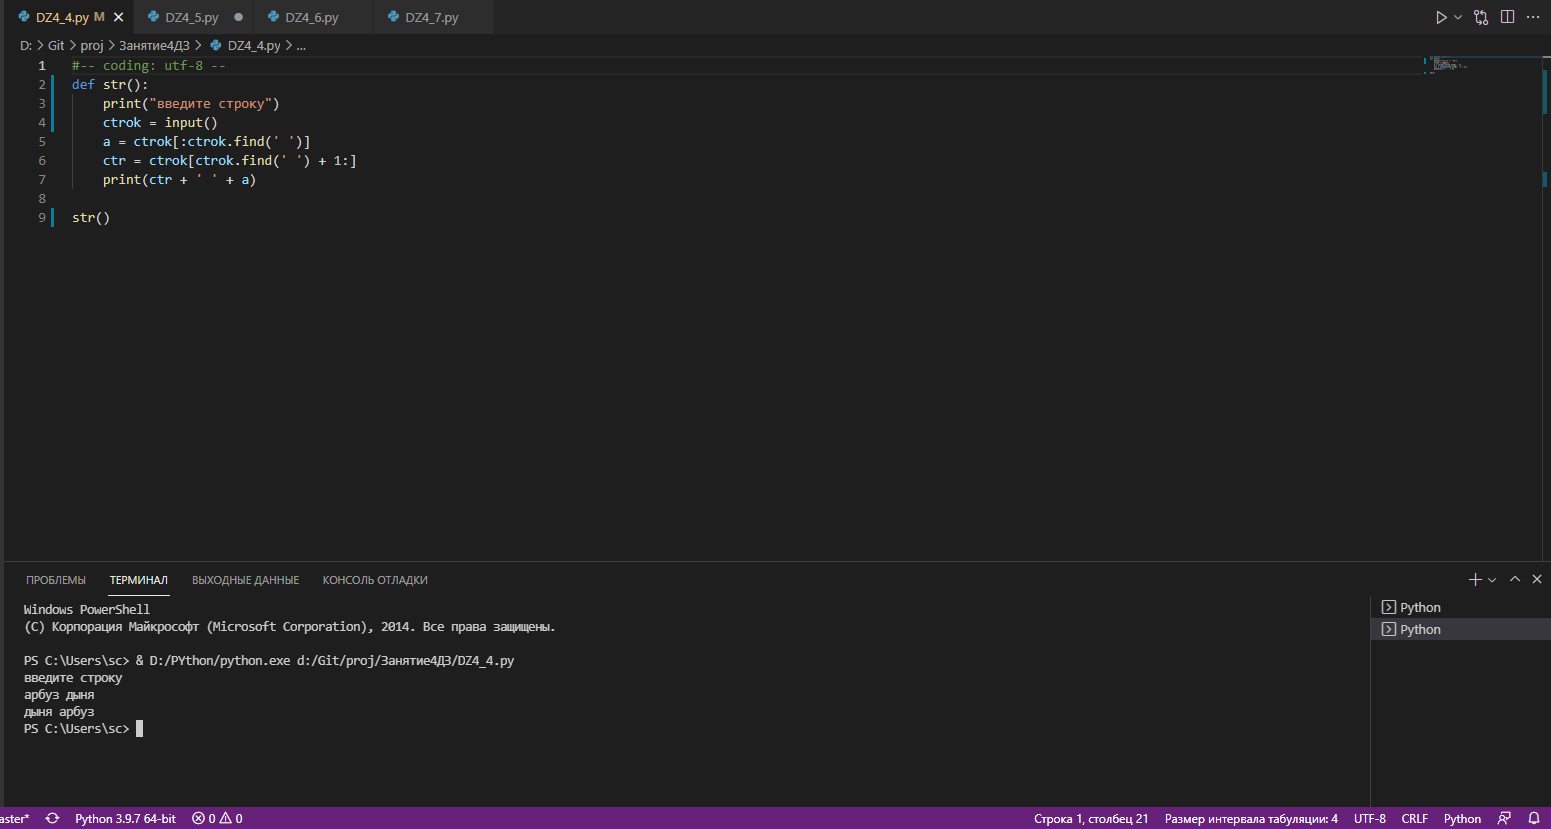 DZ4_4.py M DZ4_5.py DZ4_6.py DZ4_7.py
D: > Git > proj > Занятие4ДЗ > DZ4_4.py > ...
1 #-- coding: utf-8 --
2 def str():
3     print("введите строку")
4     ctrok = input()
5     a = ctrok[:ctrok.find(' ')]
6     ctr = ctrok[ctrok.find(' ') + 1:]
7     print(ctr + ' ' + a)
8
9 str()
ПРОБЛЕМЫ ТЕРМИНАЛ ВЫХОДНЫЕ ДАННЫЕ КОНСОЛЬ ОТЛАДКИ
Windows PowerShell
(C) Корпорация Майкрософт (Microsoft Corporation), 2014. Все права защищены.
PS C:\Users\sc> & D:/PYthon/python.exe d:/Git/proj/Занятие4ДЗ/DZ4_4.py
введите строку
арбуз дыня
дыня арбуз
PS C:\Users\sc>
Python
Python
aster* Python 3.9.7 64-bit 0 0 Строка 1, столбец 21 Размер интервала табуляции: 4 UTF-8 CRLF Python